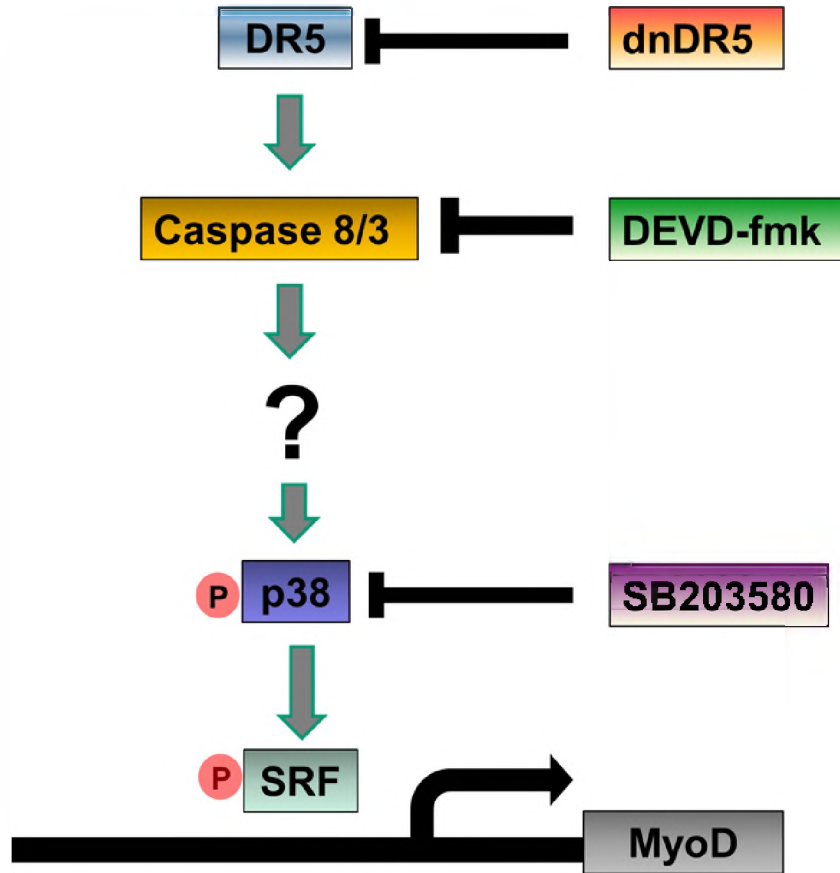 DR5 dnDR5
Caspase 8/3 DEVD-fmk
?
P p38 SB203580
P SRF
MyoD